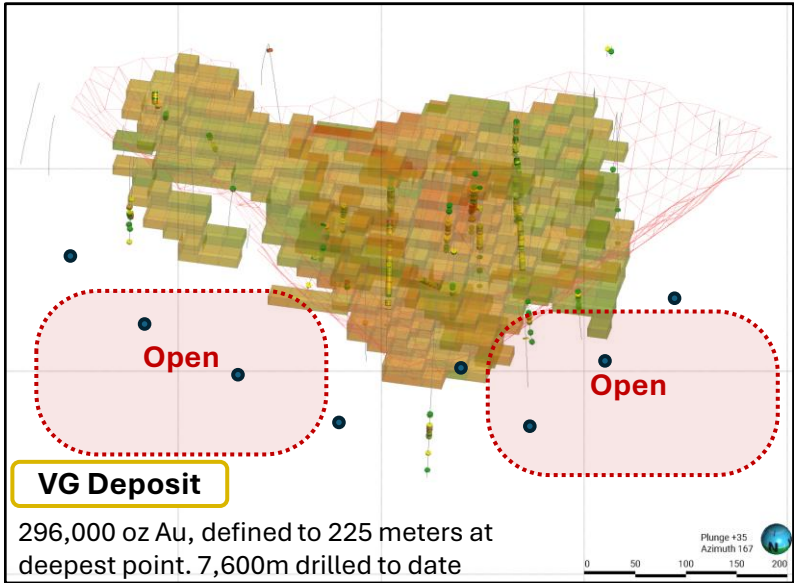 Open
Open
VG Deposit
296,000 oz Au, defined to 225 meters at
deepest point. 7,600m drilled to date
Plunge +35
Azimuth 167
N
0 50 100 150 200